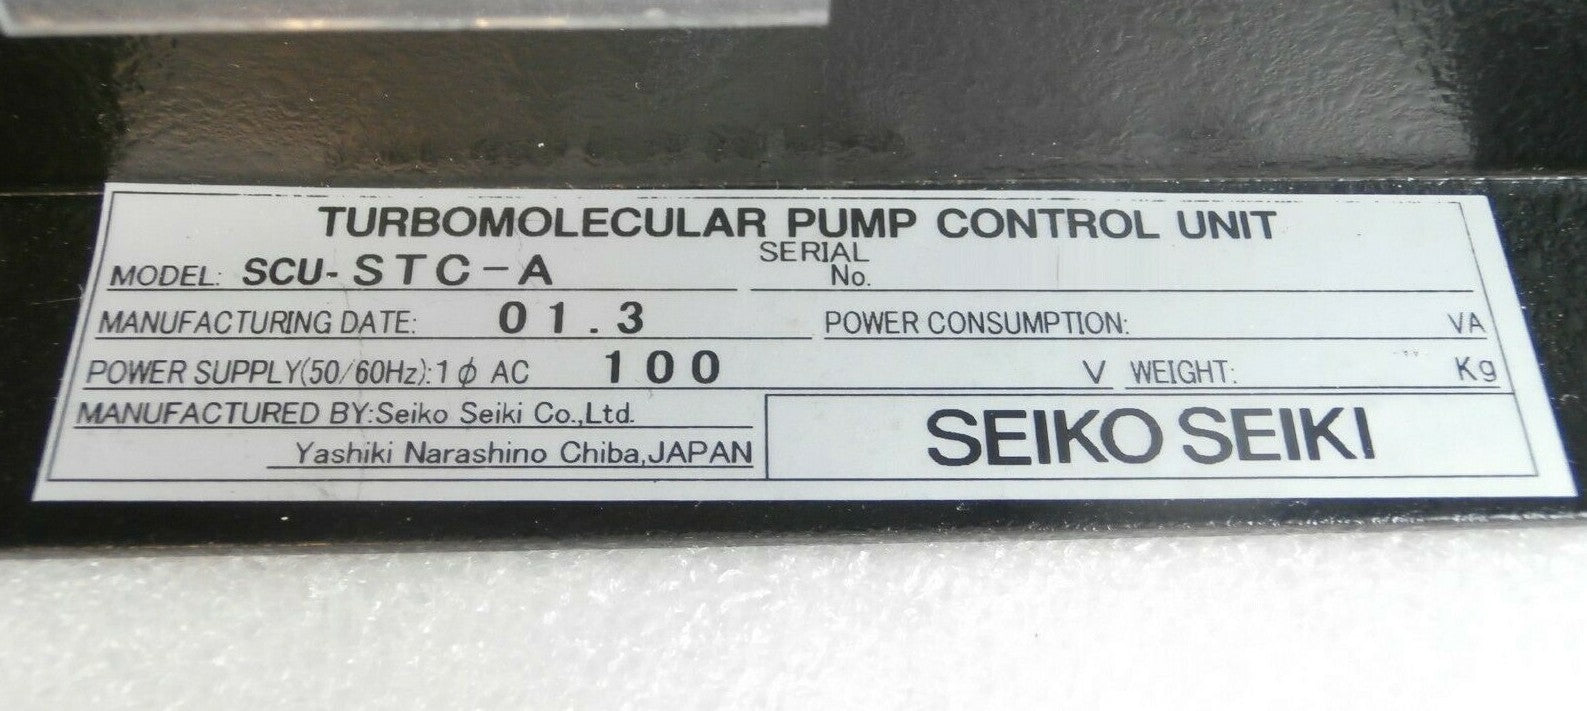 TURBOMOLECULAR PUMP CONTROL UNIT
MODEL: SCU-STC-A SERIAL No.
MANUFACTURING DATE: 01.3 POWER CONSUMPTION: VA
POWER SUPPLY(50/60Hz):1φ AC 100 V WEIGHT: Kg
MANUFACTURED BY:Seiko Seiki Co.,Ltd.
Yashiki Narashino Chiba,JAPAN
SEIKO SEIKI